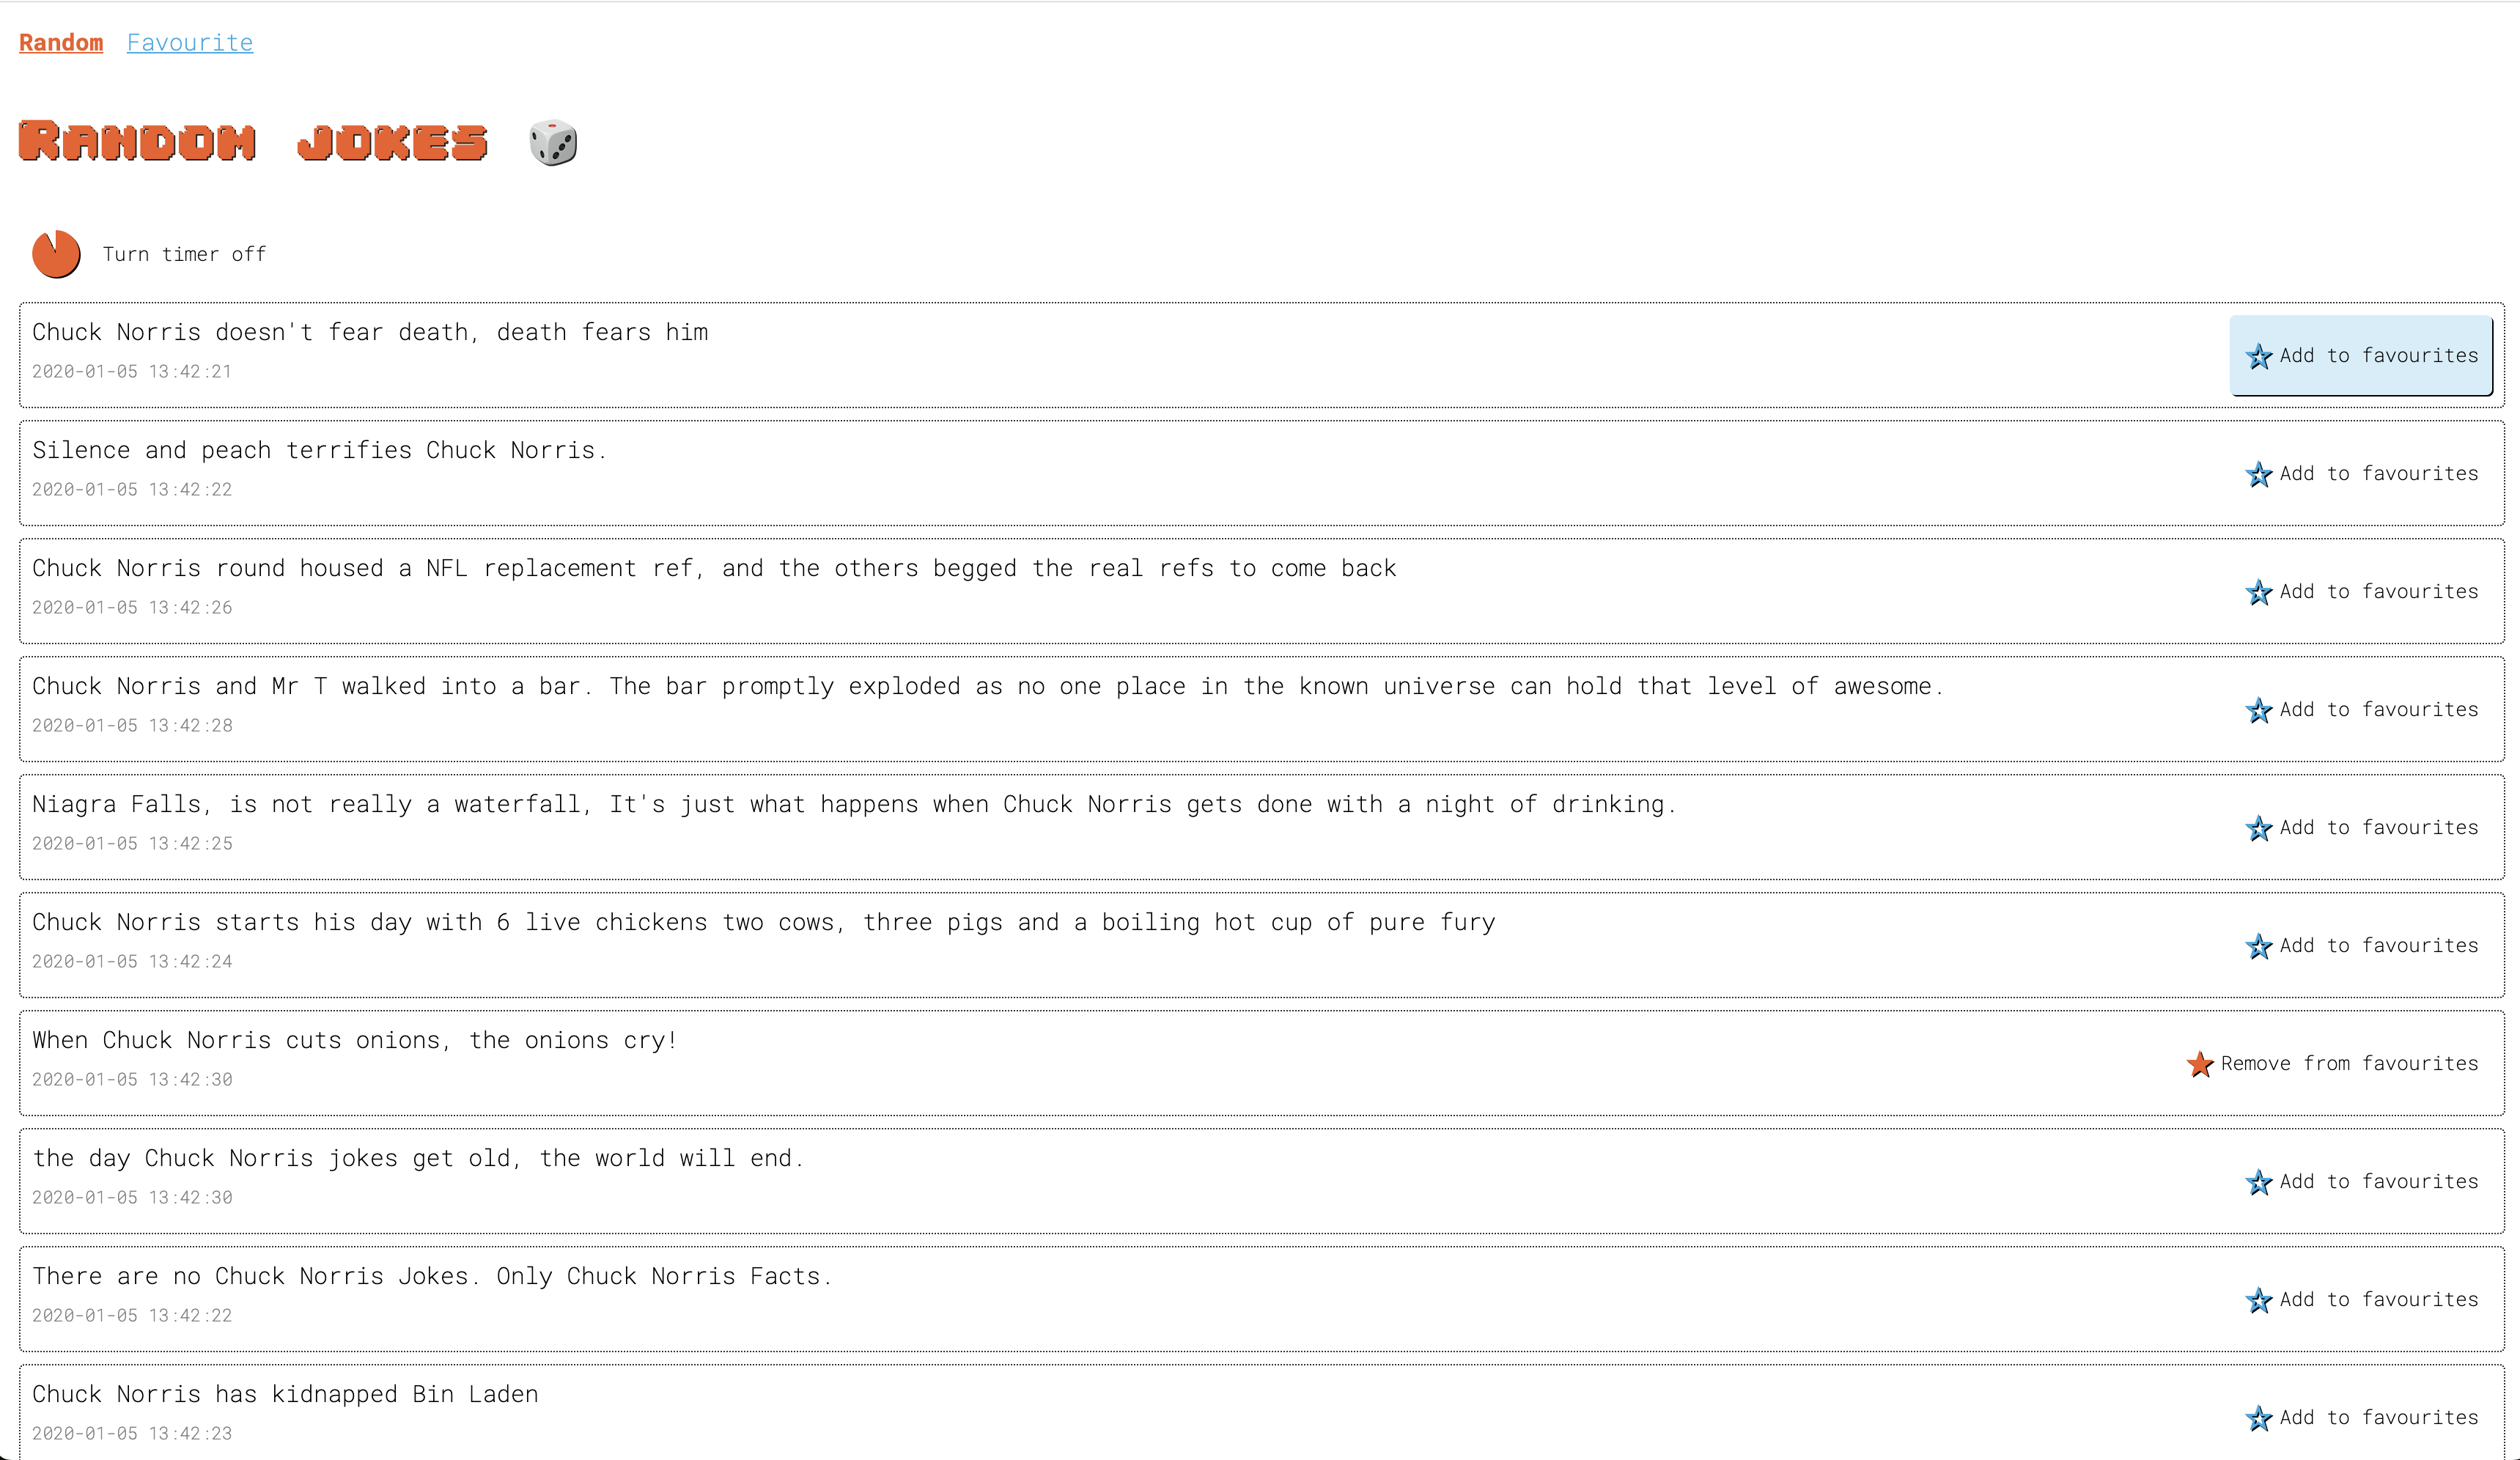 Random Favourite
Random jokes
Turn timer off
Chuck Norris doesn't fear death, death fears him
2020-01-05 13:42:21
Add to favourites
Silence and peach terrifies Chuck Norris.
2020-01-05 13:42:22
Add to favourites
Chuck Norris round housed a NFL replacement ref, and the others begged the real refs to come back
2020-01-05 13:42:26
Add to favourites
Chuck Norris and Mr T walked into a bar. The bar promptly exploded as no one place in the known universe can hold that level of awesome.
2020-01-05 13:42:28
Add to favourites
Niagra Falls, is not really a waterfall, It's just what happens when Chuck Norris gets done with a night of drinking.
2020-01-05 13:42:25
Add to favourites
Chuck Norris starts his day with 6 live chickens two cows, three pigs and a boiling hot cup of pure fury
2020-01-05 13:42:24
Add to favourites
When Chuck Norris cuts onions, the onions cry!
2020-01-05 13:42:30
Remove from favourites
the day Chuck Norris jokes get old, the world will end.
2020-01-05 13:42:30
Add to favourites
There are no Chuck Norris Jokes. Only Chuck Norris Facts.
2020-01-05 13:42:22
Add to favourites
Chuck Norris has kidnapped Bin Laden
2020-01-05 13:42:23
Add to favourites